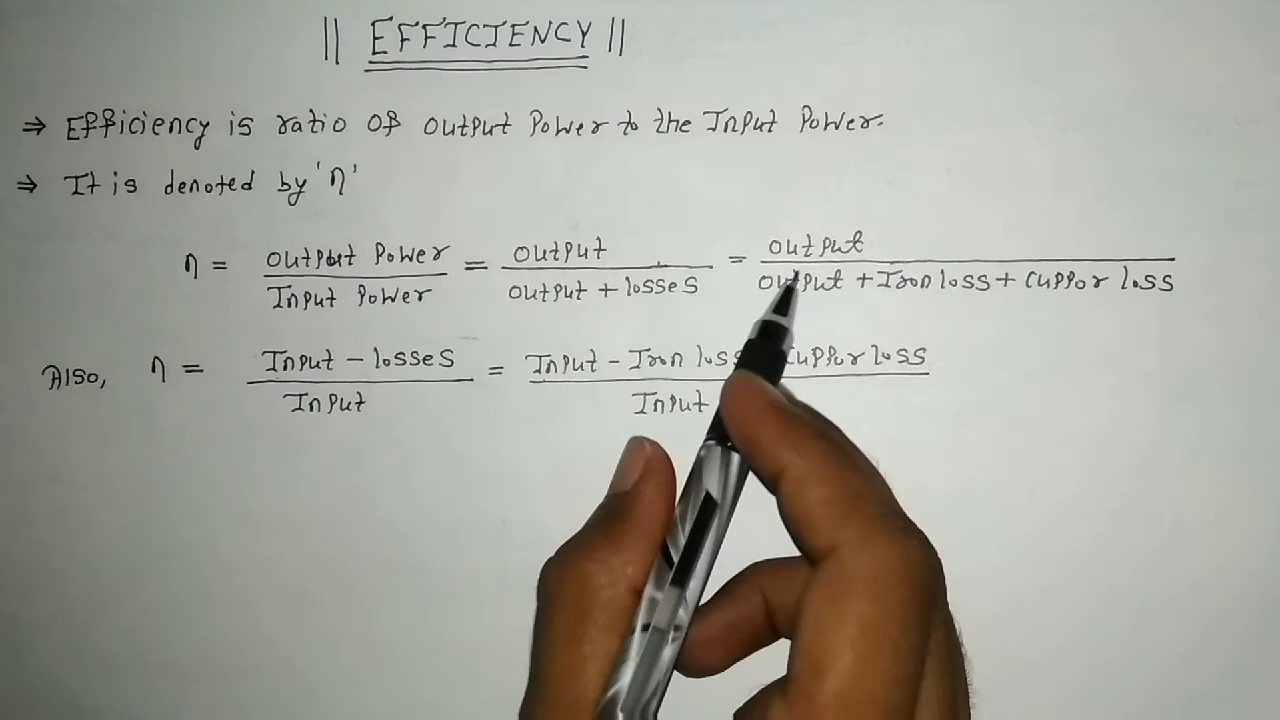 || EFFICIENCY ||
⇒ Efficiency is ratio of output Power to the Input Power.
⇒ It is denoted by 'η'
η = output Power / Input Power = output / output + losses = output / output + Iron loss + Cuppor loss
Also, η = Input - losses / Input = Input - Iron loss Cuppor loss / Input